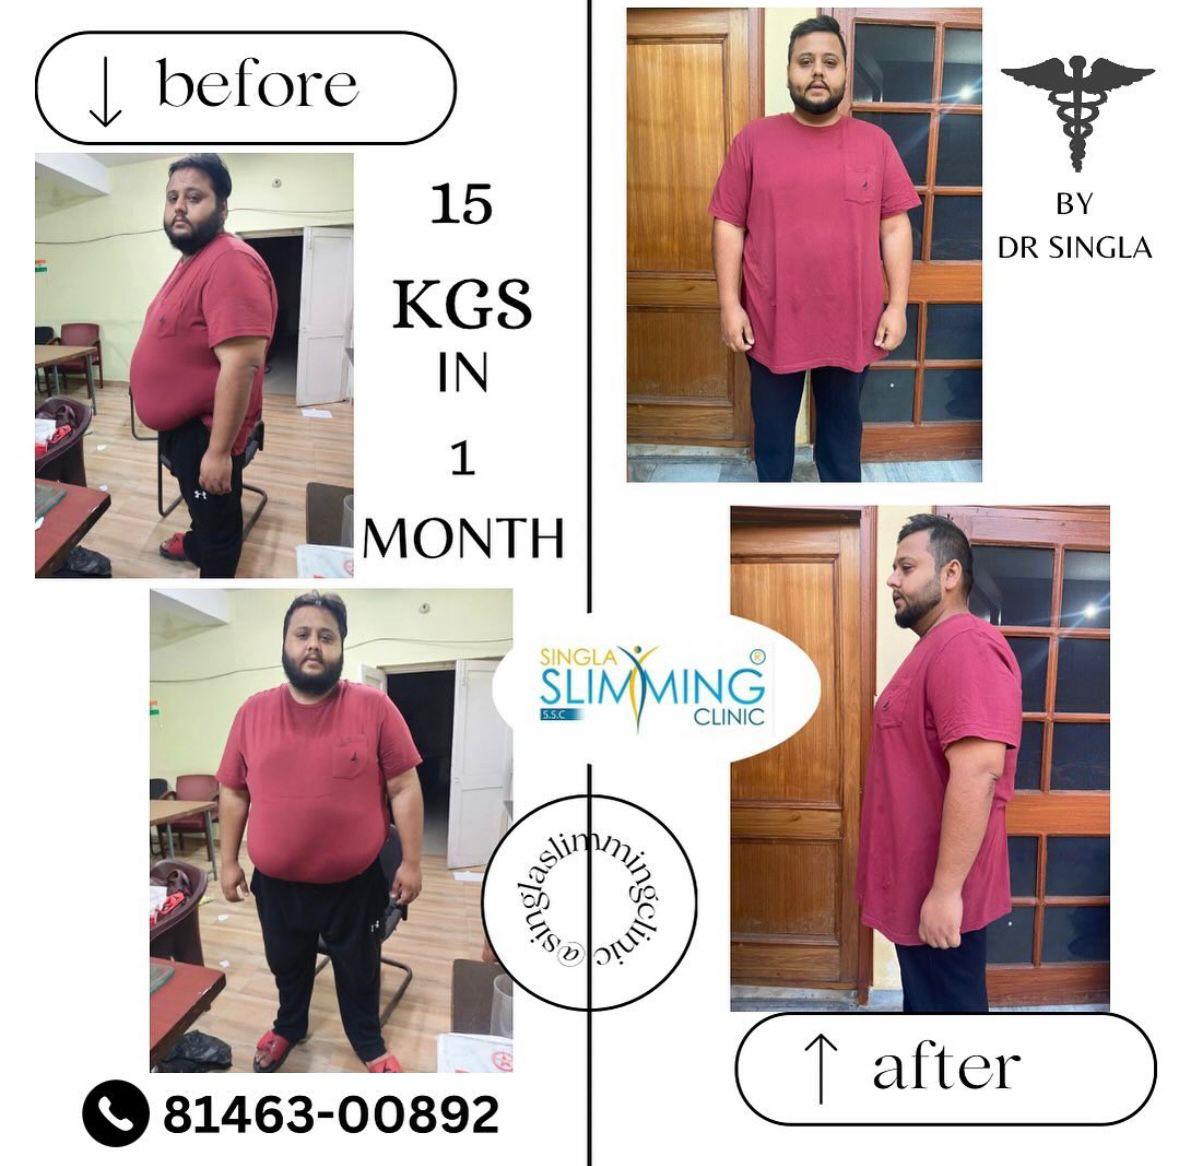 before
15
KGS
IN
1
MONTH
BY
DR SINGLA
SINGLA
SLIMMING
®
S.S.C
CLINIC
@singlaslimmingclinic
after
81463-00892